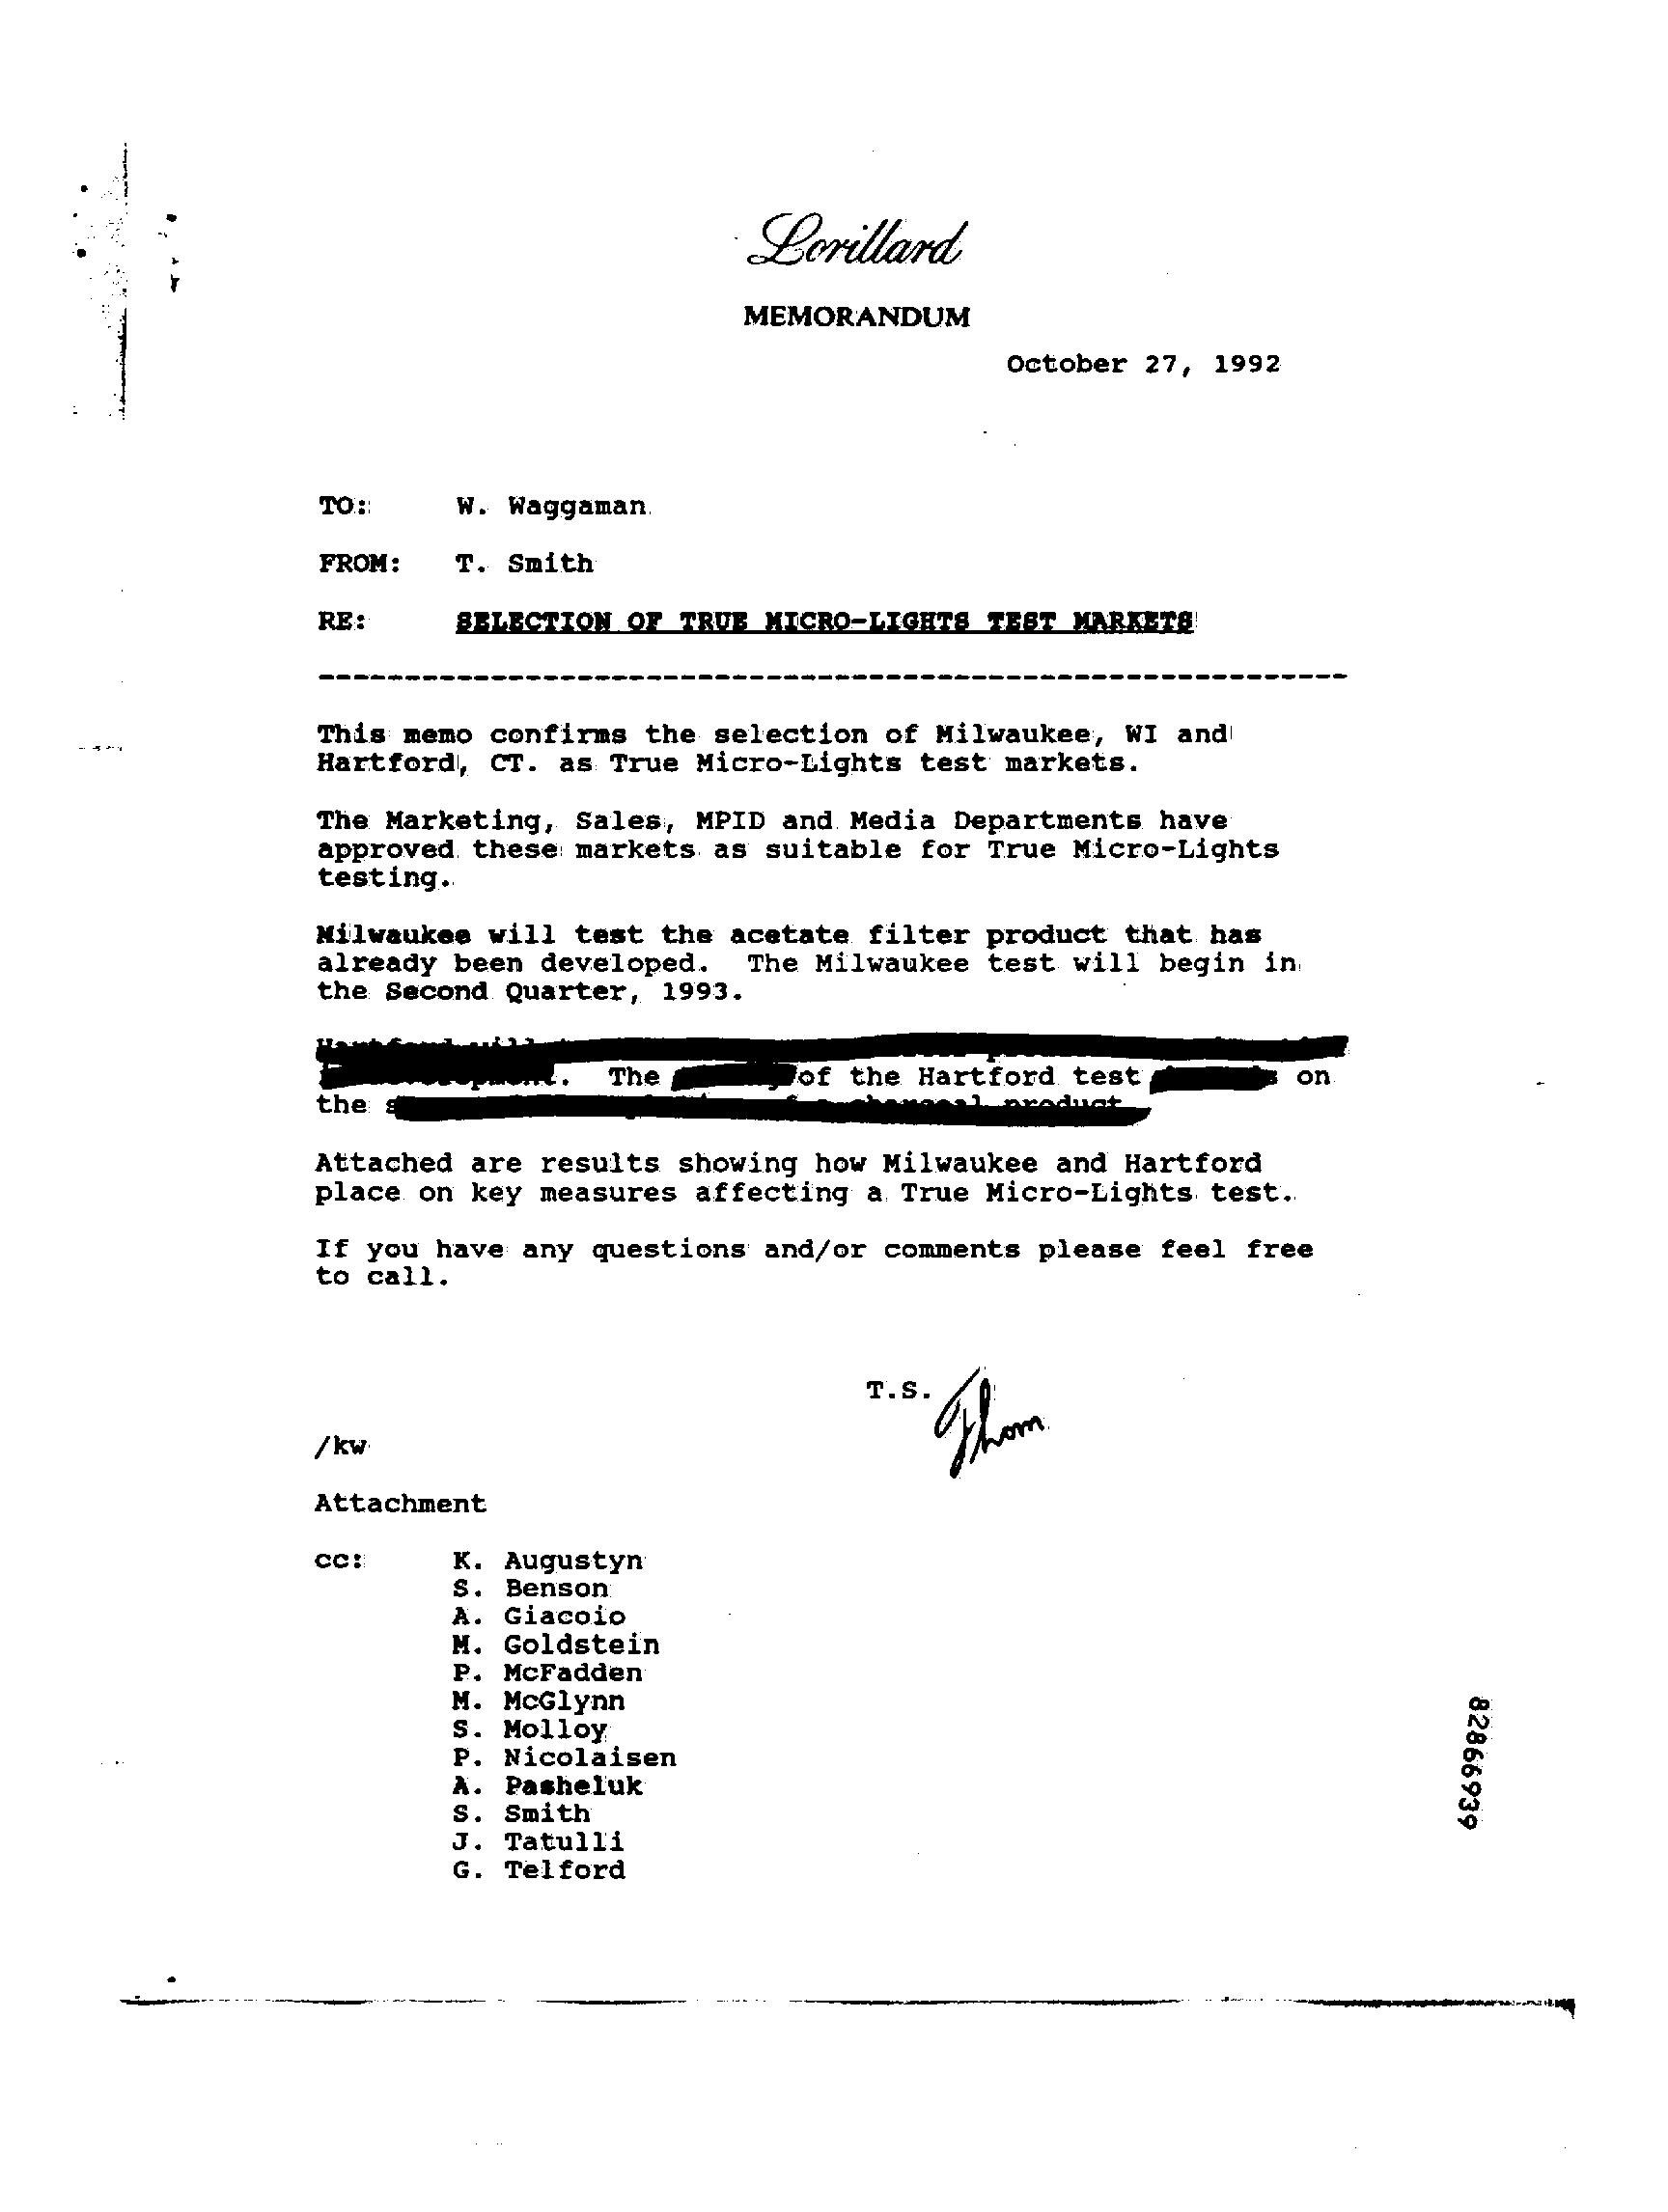 Lorillard
MEMORANDUM
October 27, 1992
TO: W. Waggaman
FROM: T. Smith
RE: SELECTION OF TRUE MICRO-LIGHTS TEST MARKETS
This memo confirms the selection of Milwaukee, WI and
Hartford, CT. as True Micro-Lights test markets.
The Marketing, Sales, MPID and Media Departments have
approved these markets as suitable for True Micro-Lights
testing.
Milwaukee will test the acetate filter product that has
already been developed. The Milwaukee test will begin in
the Second Quarter, 1993.
The of the Hartford test on
the
Attached are results showing how Milwaukee and Hartford
place on key measures affecting a True Micro-Lights test.
If you have any questions and/or comments please feel free
to call.
T.S. Thom
/kw
Attachment
cc: K. Augustyn
S. Benson
A. Giacoio
M. Goldstein
P. McFadden
M. McGlynn
S. Molloy
P. Nicolaisen
A. Pasheluk
S. Smith
J. Tatulli
G. Telford
82866939